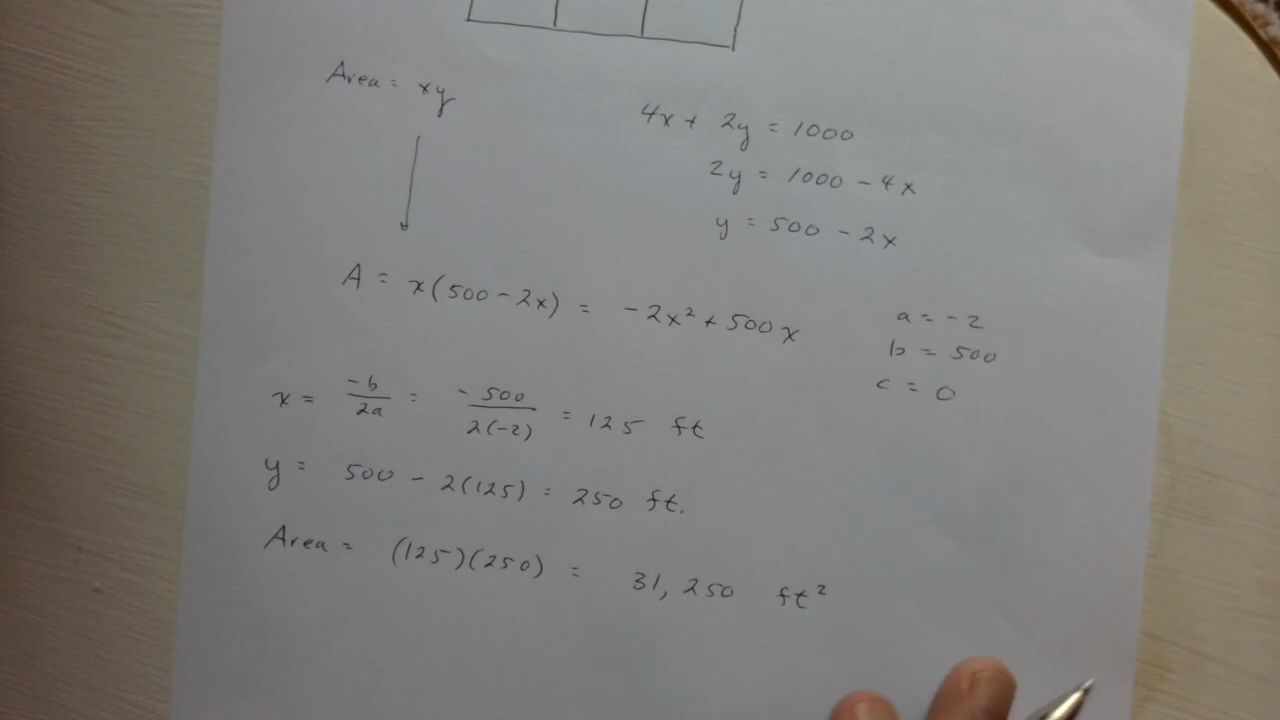 Area = xy
4x + 2y = 1000
2y = 1000 - 4x
y = 500 - 2x
A = x(500 - 2x) = -2x² + 500x
a = -2
b = 500
c = 0
x = -b/2a = -500/2(-2) = 125 ft
y = 500 - 2(125) = 250 ft.
Area = (125)(250) = 31,250 ft²